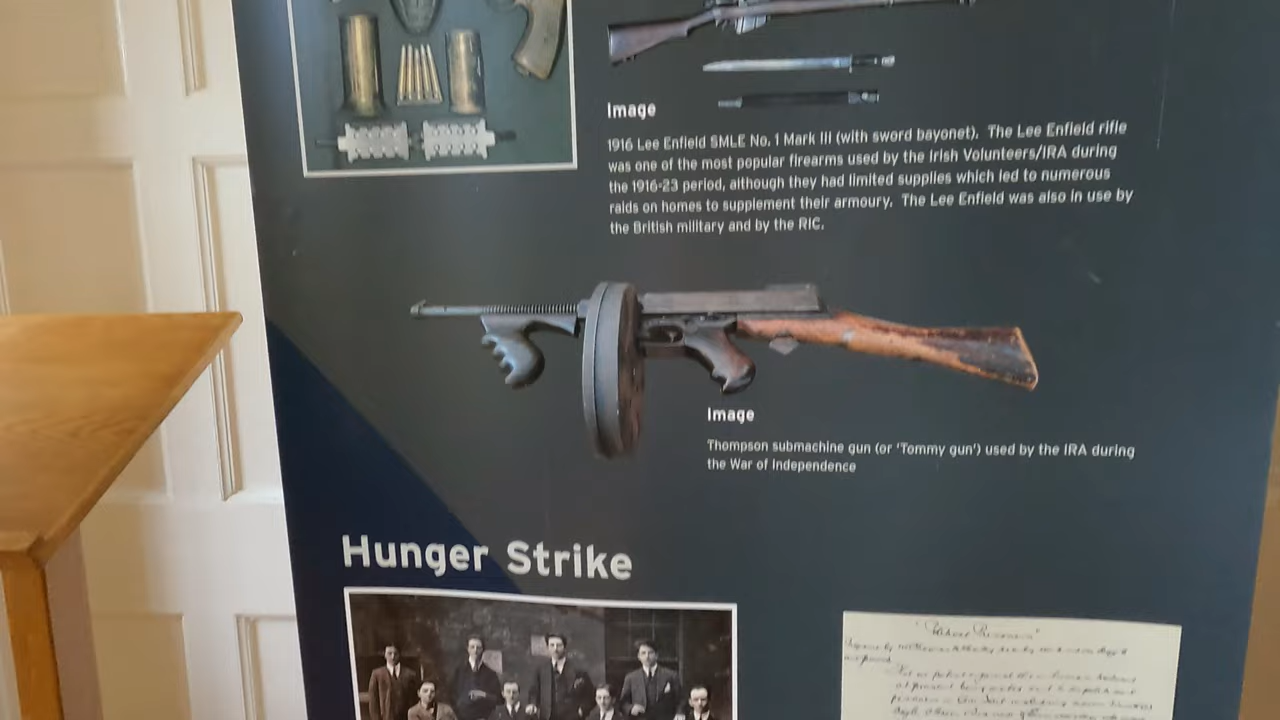 Image
1916 Lee Enfield SMLE No. 1 Mark III (with sword bayonet). The Lee Enfield rifle
was one of the most popular firearms used by the Irish Volunteers/IRA during
the 1916-23 period, although they had limited supplies which led to numerous
raids on homes to supplement their armoury. The Lee Enfield was also in use by
the British military and by the RIC.
Image
Thompson submachine gun (or 'Tommy gun') used by the IRA during
the War of Independence
Hunger Strike